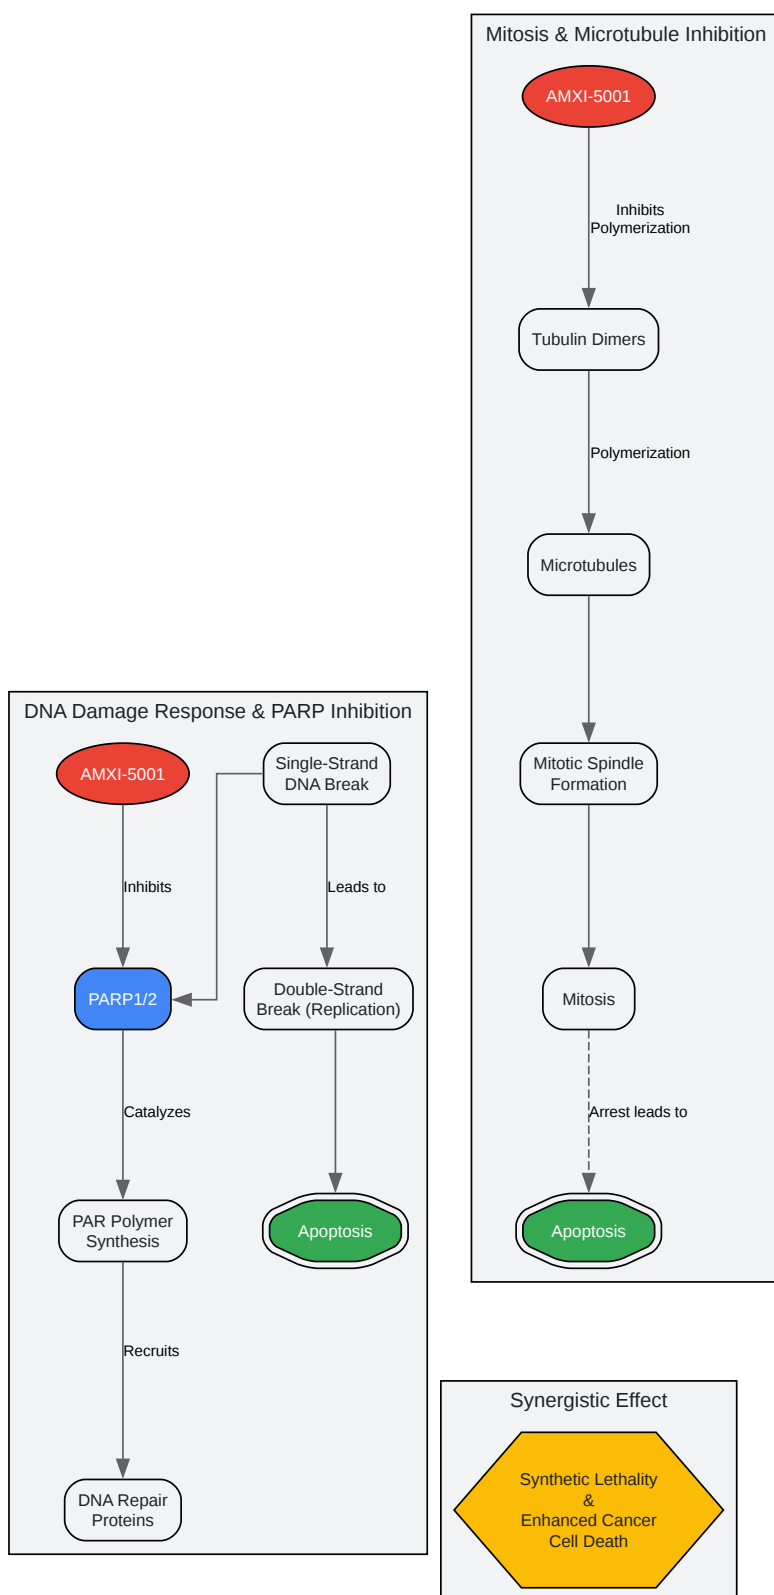 Mitosis & Microtubule Inhibition
AMXI-5001
Inhibits
Polymerization
Tubulin Dimers
Polymerization
Microtubules
Mitotic Spindle
Formation
Mitosis
Arrest leads to
Apoptosis
DNA Damage Response & PARP Inhibition
AMXI-5001
Single-Strand
DNA Break
Inhibits
Leads to
PARP1/2
Double-Strand
Break (Replication)
Catalyzes
PAR Polymer
Synthesis
Apoptosis
Recruits
DNA Repair
Proteins
Synergistic Effect
Synthetic Lethality
&
Enhanced Cancer
Cell Death